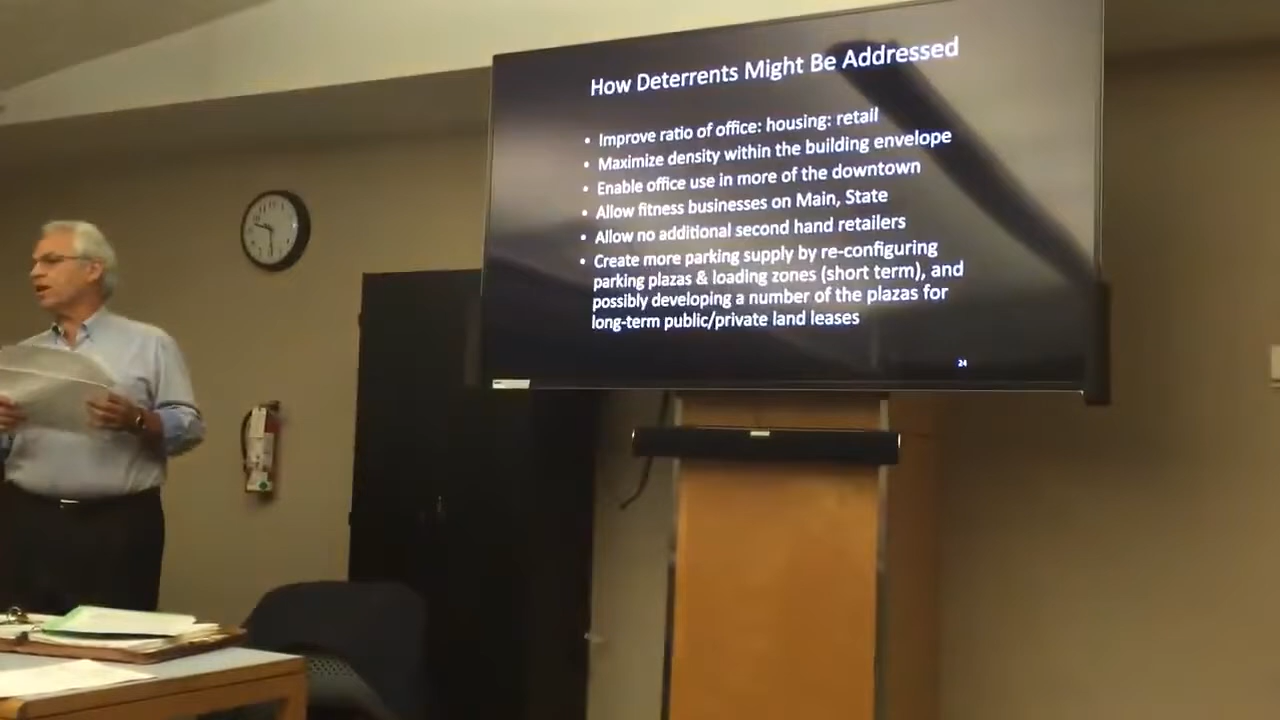 How Deterrents Might Be Addressed
• Improve ratio of office: housing: retail
• Maximize density within the building envelope
• Enable office use in more of the downtown
• Allow fitness businesses on Main, State
• Allow no additional second hand retailers
• Create more parking supply by re-configuring
parking plazas & loading zones (short term), and
possibly developing a number of the plazas for
long-term public/private land leases
24